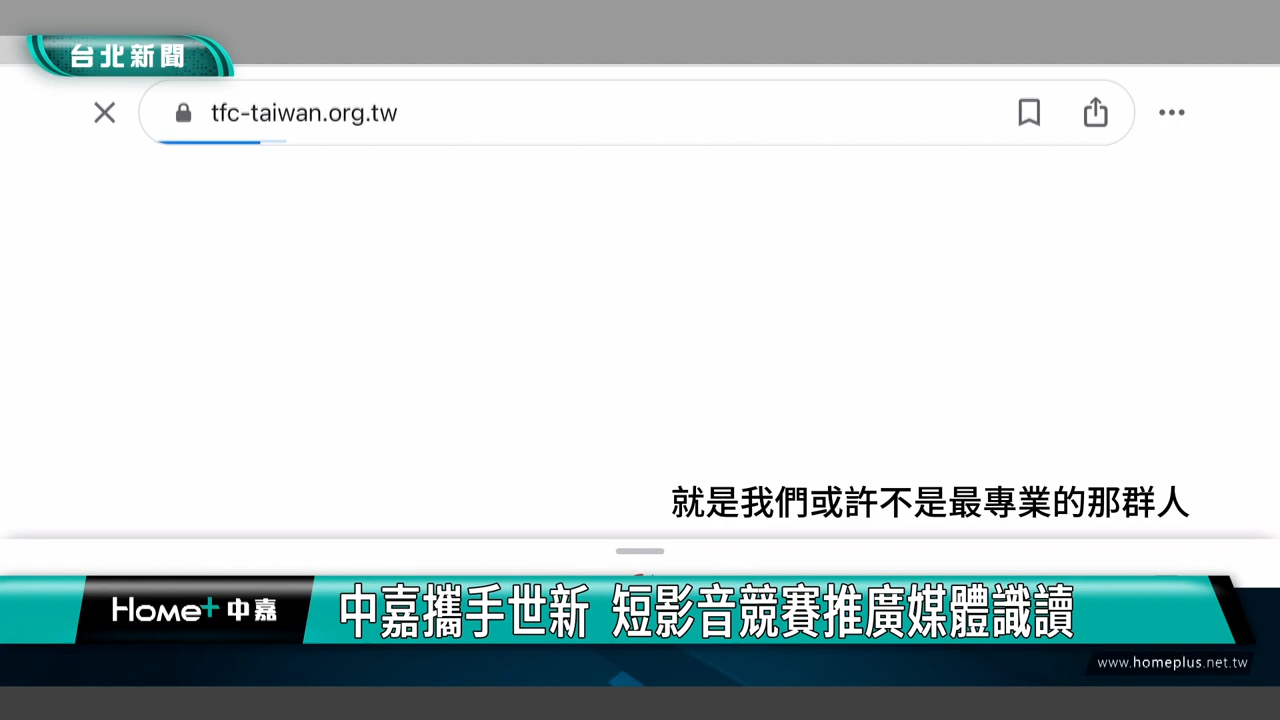 台北新聞
tfc-taiwan.org.tw
就是我們或許不是最專業的那群人
Home+中嘉
中嘉攜手世新 短影音競賽推廣媒體識讀
www.homeplus.net.tw